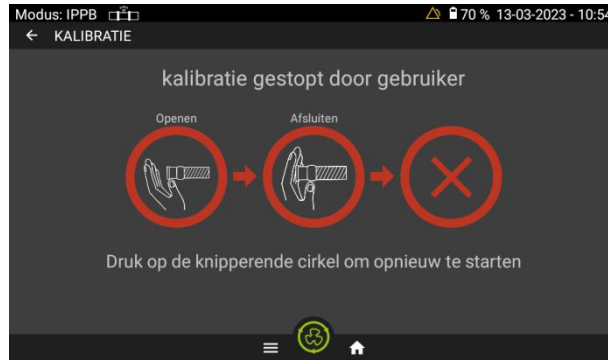 Modus: IPPB 70 % 13-03-2023 - 10:54
KALIBRATIE
kalibratie gestopt door gebruiker
Openen Afsluiten
Druk op de knipperende cirkel om opnieuw te starten